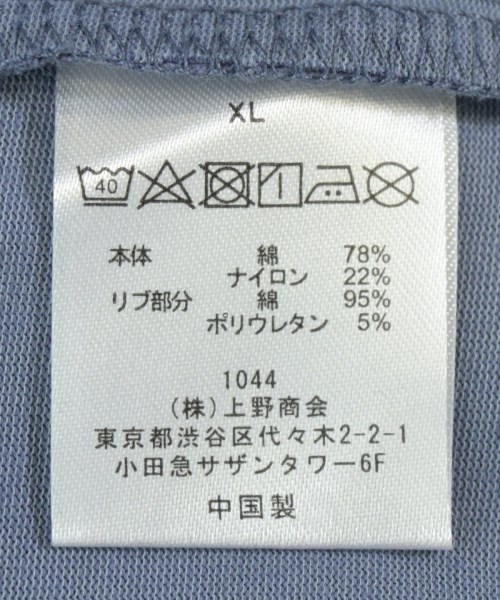 XL
40
本体 綿 78%
ナイロン 22%
リブ部分 綿 95%
ポリウレタン 5%
1044
(株)上野商会
東京都渋谷区代々木2-2-1
小田急サザンタワー6F
中国製